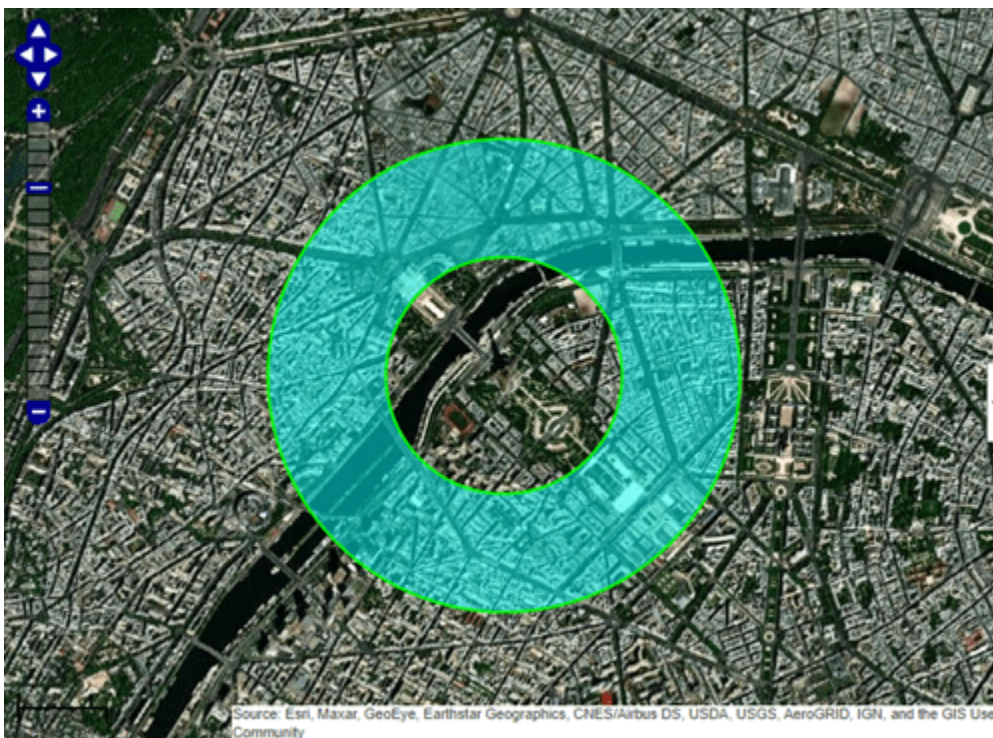 Source: Esri, Maxar, GeoEye, Earthstar Geographics, CNES/Airbus DS, USDA, USGS, AeroGRID, IGN, and the GIS Use
Community